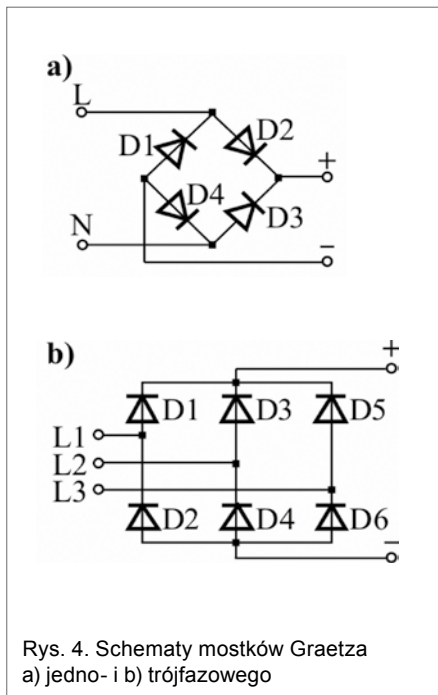 a)
L
D1
D2
+
D4
N
D3
–
b)
+
D1
D3
D5
L1
L2
L3
D2
D4
D6
–
Rys. 4. Schematy mostków Graetza
a) jedno- i b) trójfazowego